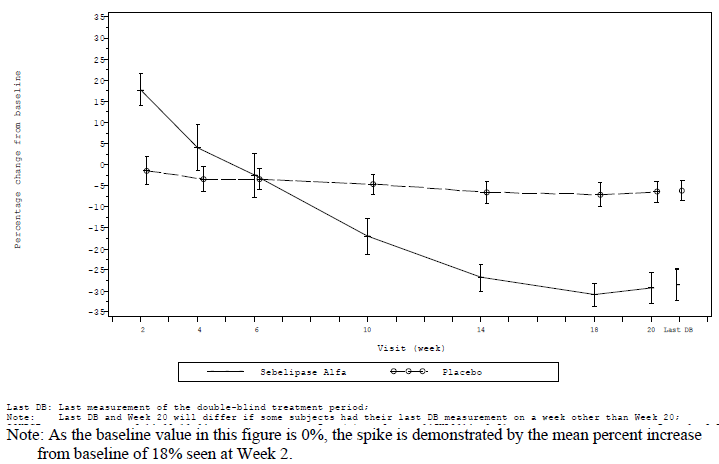 35
30
25
20
15
10
5
0
-5
-10
-15
-20
-25
-30
-35
Percentage change from baseline
2 4 6 10 14 18 20 Last DB
Visit (week)
Sebelipase Alfa Placebo
Last DB: Last measurement of the double-blind treatment period;
Note: Last DB and Week 20 will differ if some subjects had their last DB measurement on a week other than Week 20;
Note: As the baseline value in this figure is 0%, the spike is demonstrated by the mean percent increase
from baseline of 18% seen at Week 2.